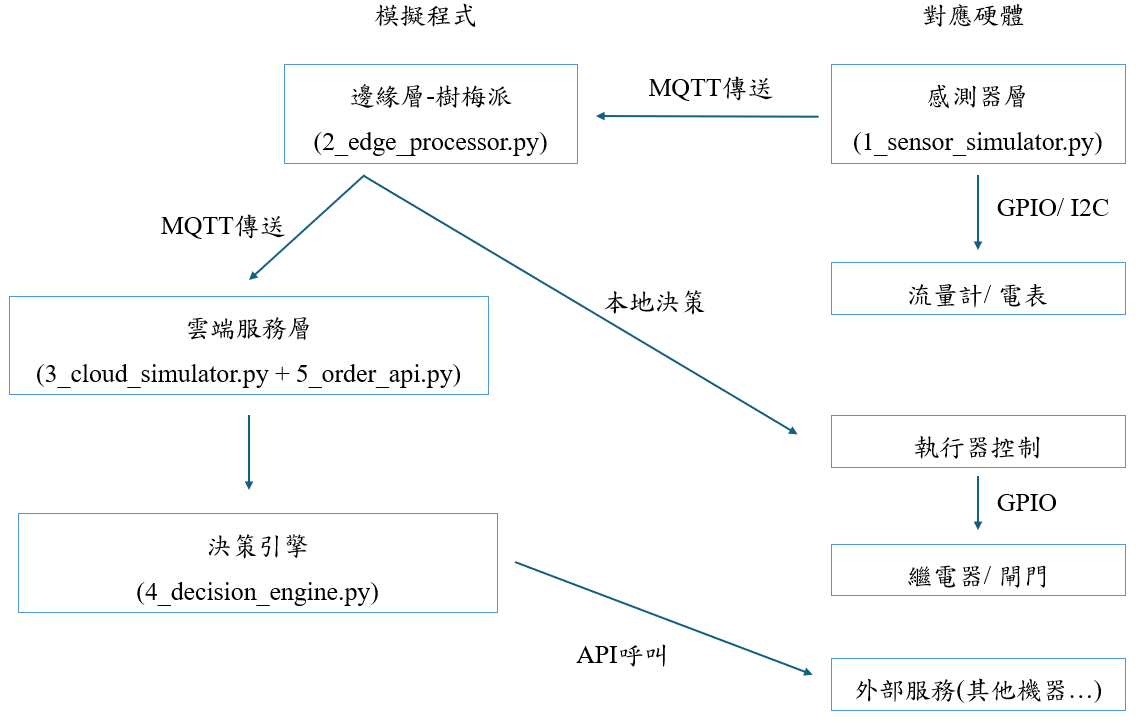 模擬程式
對應硬體
邊緣層-樹梅派
(2_edge_processor.py)
MQTT傳送
感測器層
(1_sensor_simulator.py)
GPIO/ I2C
MQTT傳送
流量計/ 電表
本地決策
雲端服務層
(3_cloud_simulator.py + 5_order_api.py)
執行器控制
GPIO
決策引擎
(4_decision_engine.py)
繼電器/ 閘門
API呼叫
外部服務(其他機器…)